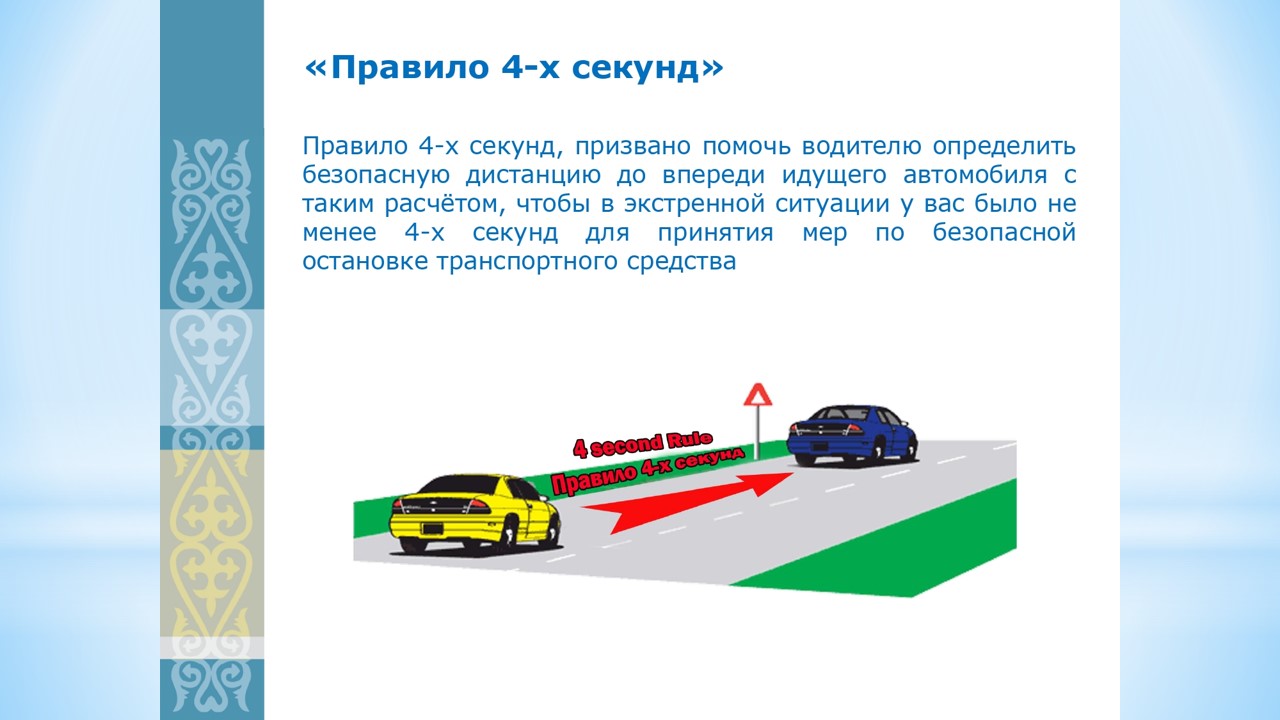 «Правило 4-х секунд»
Правило 4-х секунд, призвано помочь водителю определить
безопасную дистанцию до впереди идущего автомобиля с
таким расчётом, чтобы в экстренной ситуации у вас было не
менее 4-х секунд для принятия мер по безопасной
остановке транспортного средства
4 second Rule
Правило 4-х секунд